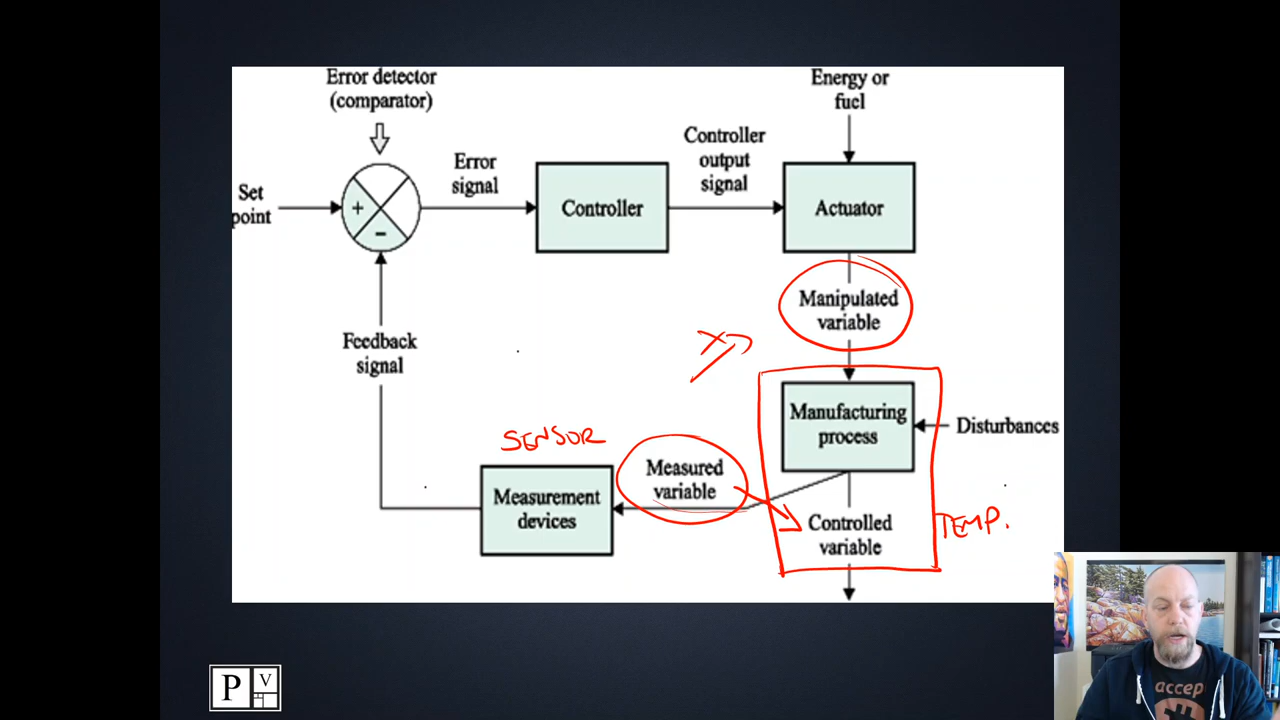 Error detector
(comparator)
Energy or
fuel
Controller
output
signal
Error
signal
Set
point
+
−
Controller
Actuator
Manipulated
variable
Feedback
signal
Manufacturing
process
Disturbances
SENSOR
Measured
variable
Measurement
devices
Controlled
variable
TEMP.
P
V
accep